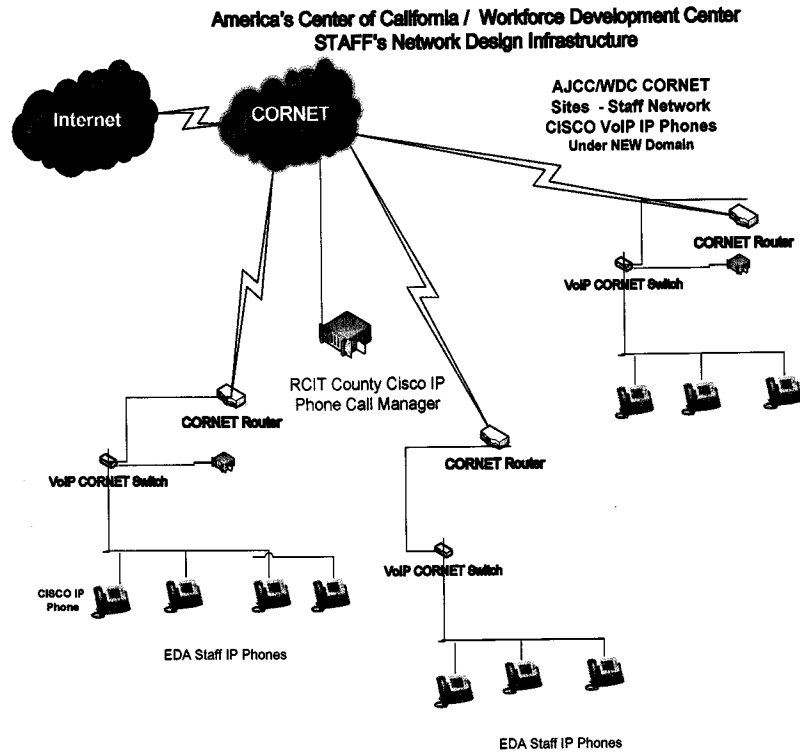 America's Center of California / Workforce Development Center
STAFF's Network Design Infrastructure
Internet
CORNET
AJCC/WDC CORNET
Sites - Staff Network
CISCO VoIP IP Phones
Under NEW Domain
CORNET Router
VoIP CORNET Switch
RCIT County Cisco IP
Phone Call Manager
CORNET Router
VoIP CORNET Switch
CORNET Router
VoIP CORNET Switch
CISCO IP
Phone
EDA Staff IP Phones
EDA Staff IP Phones